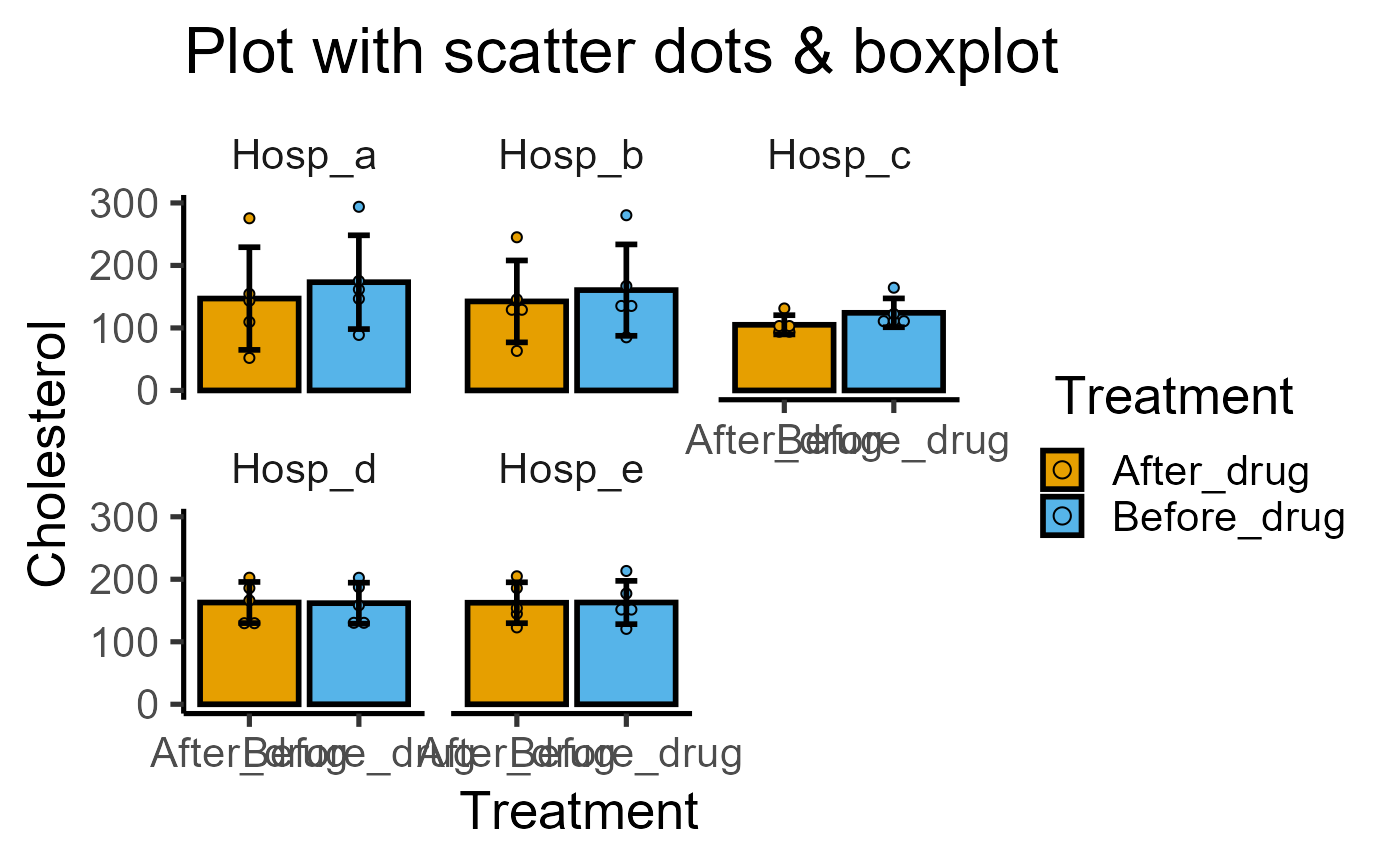 Plot with scatter dots & boxplot
Hosp_a
Hosp_b
Hosp_c
300
200
100
0
After_drug
Before_drug
Hosp_d
Hosp_e
300
200
100
0
After_drug
Before_drug
After_drug
Before_drug
Treatment
Cholesterol
Treatment
After_drug
Before_drug